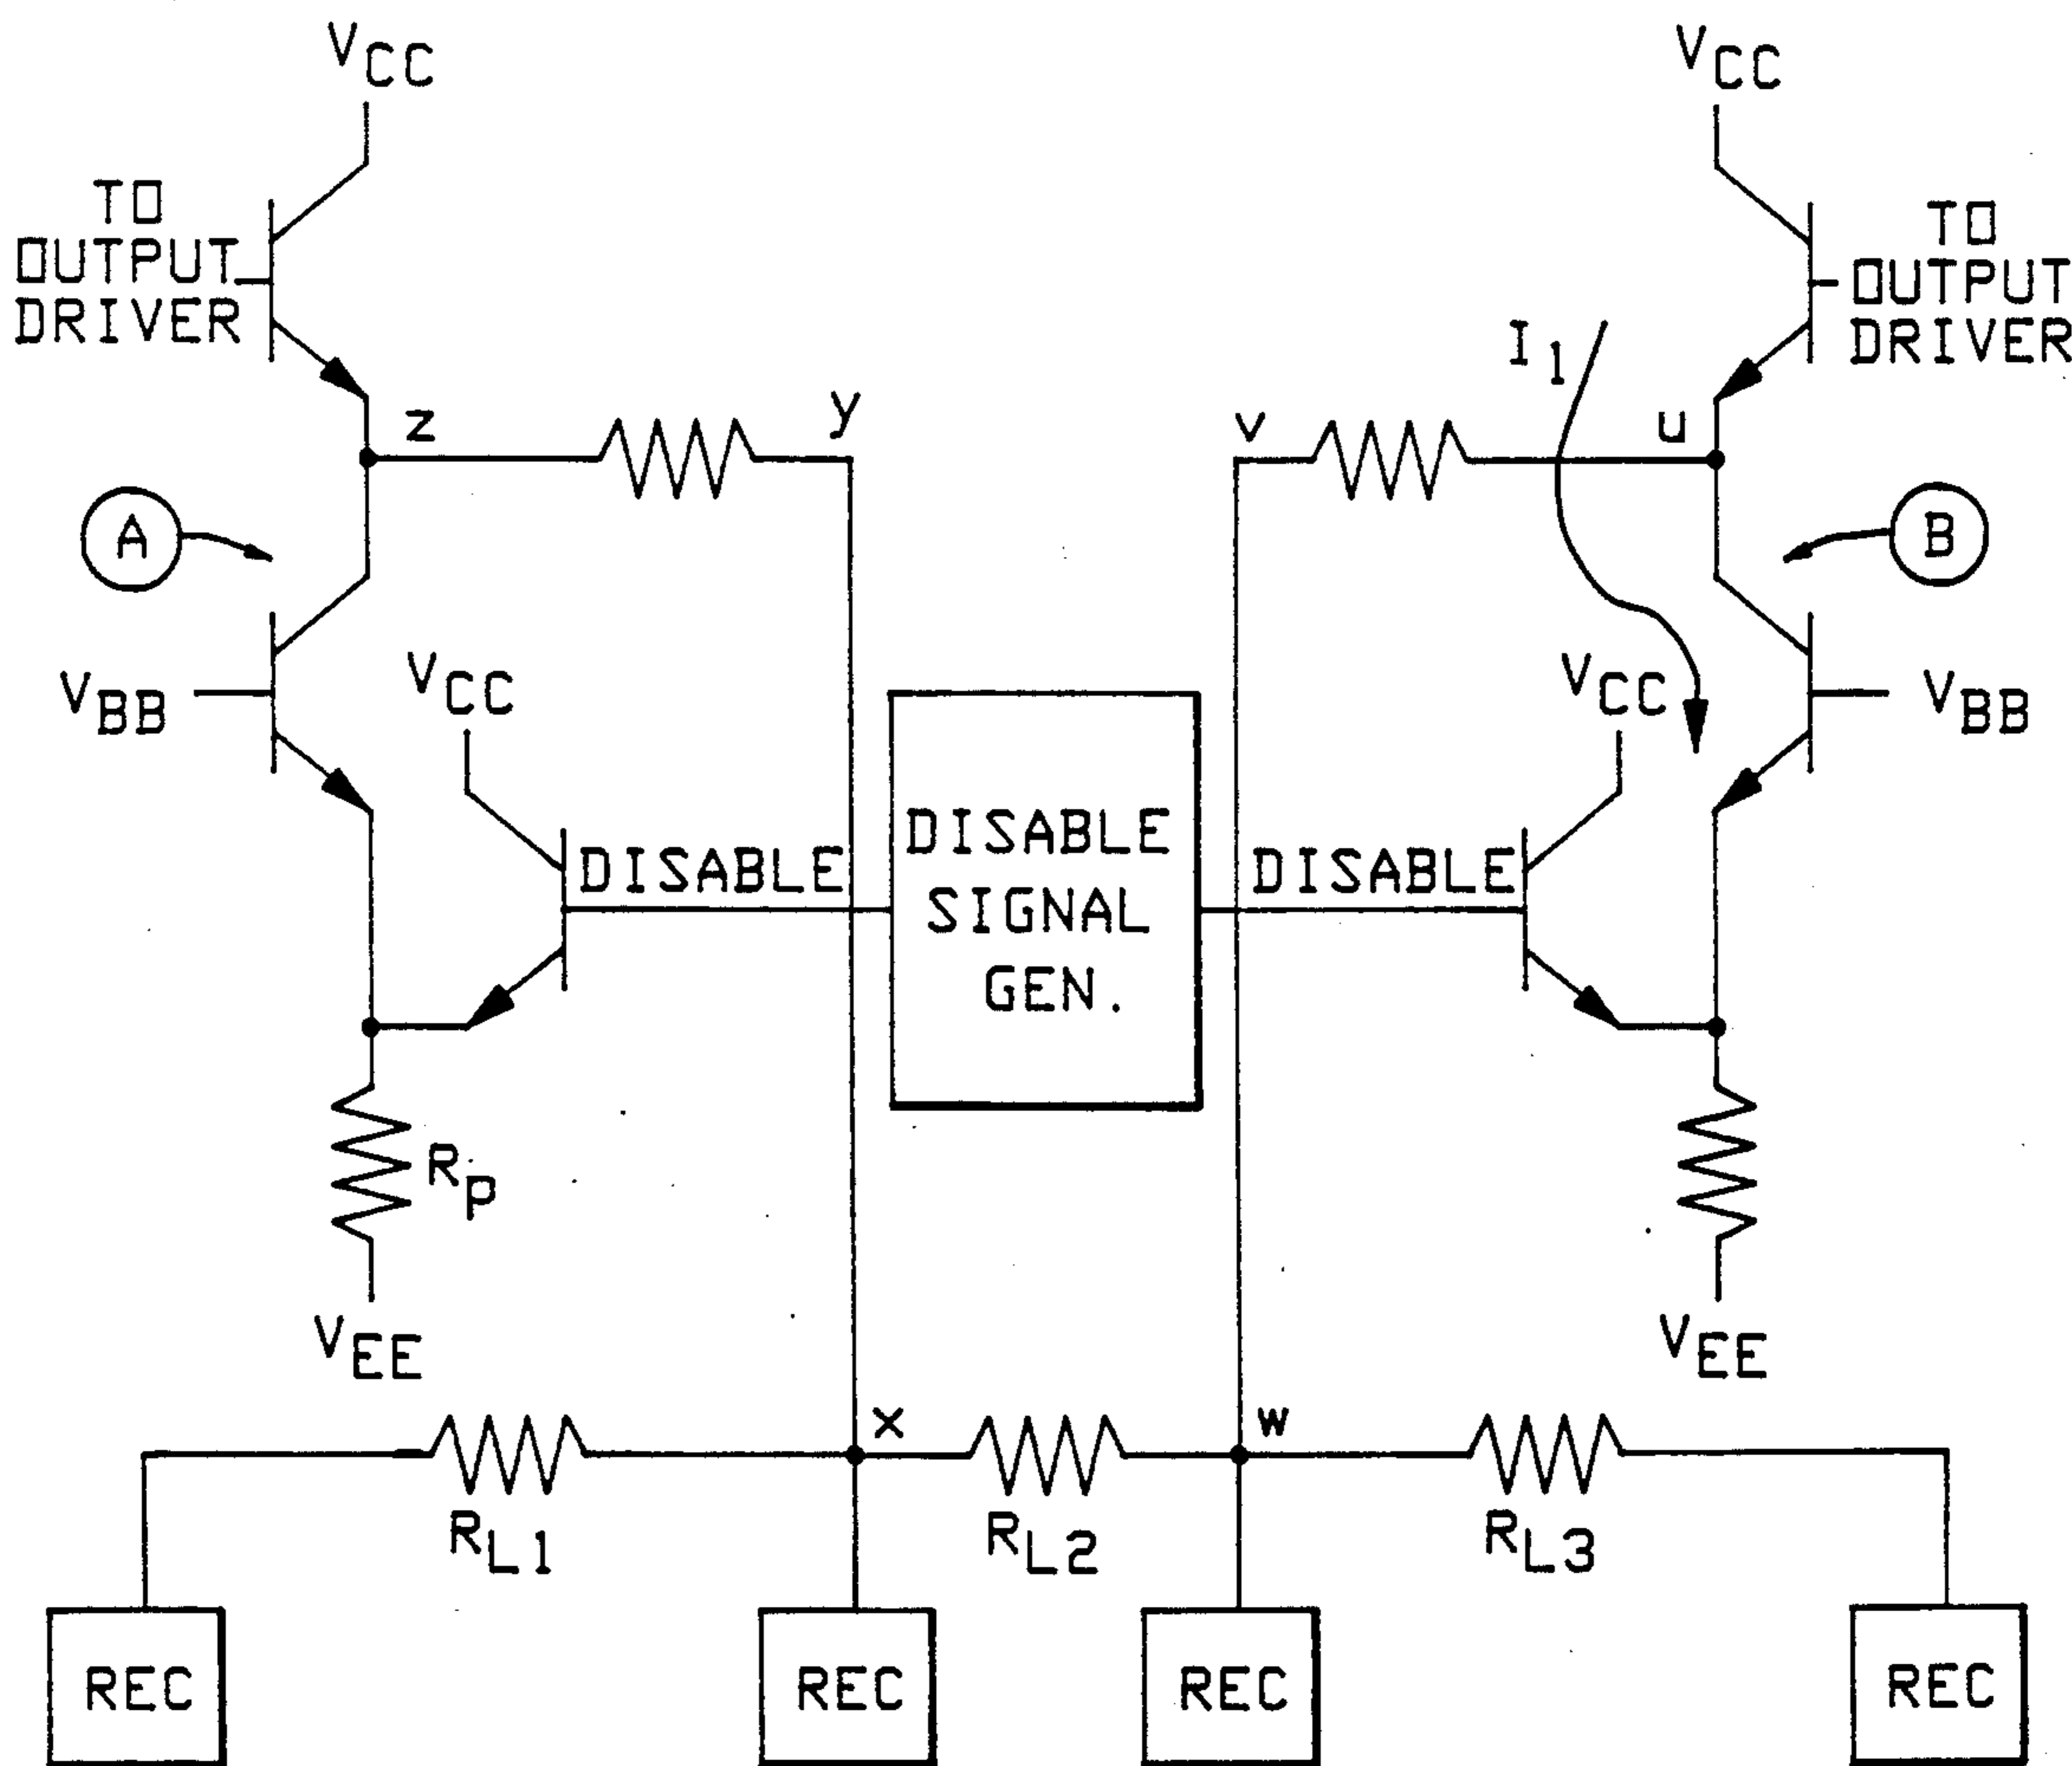 VCC
VCC
TO
OUTPUT
DRIVER
TO
OUTPUT
DRIVER
I1
z
y
v
u
A
B
VBB
VCC
VCC
VBB
DISABLE
DISABLE
SIGNAL
GEN.
DISABLE
RP
VEE
VEE
x
w
RL1
RL2
RL3
REC
REC
REC
REC